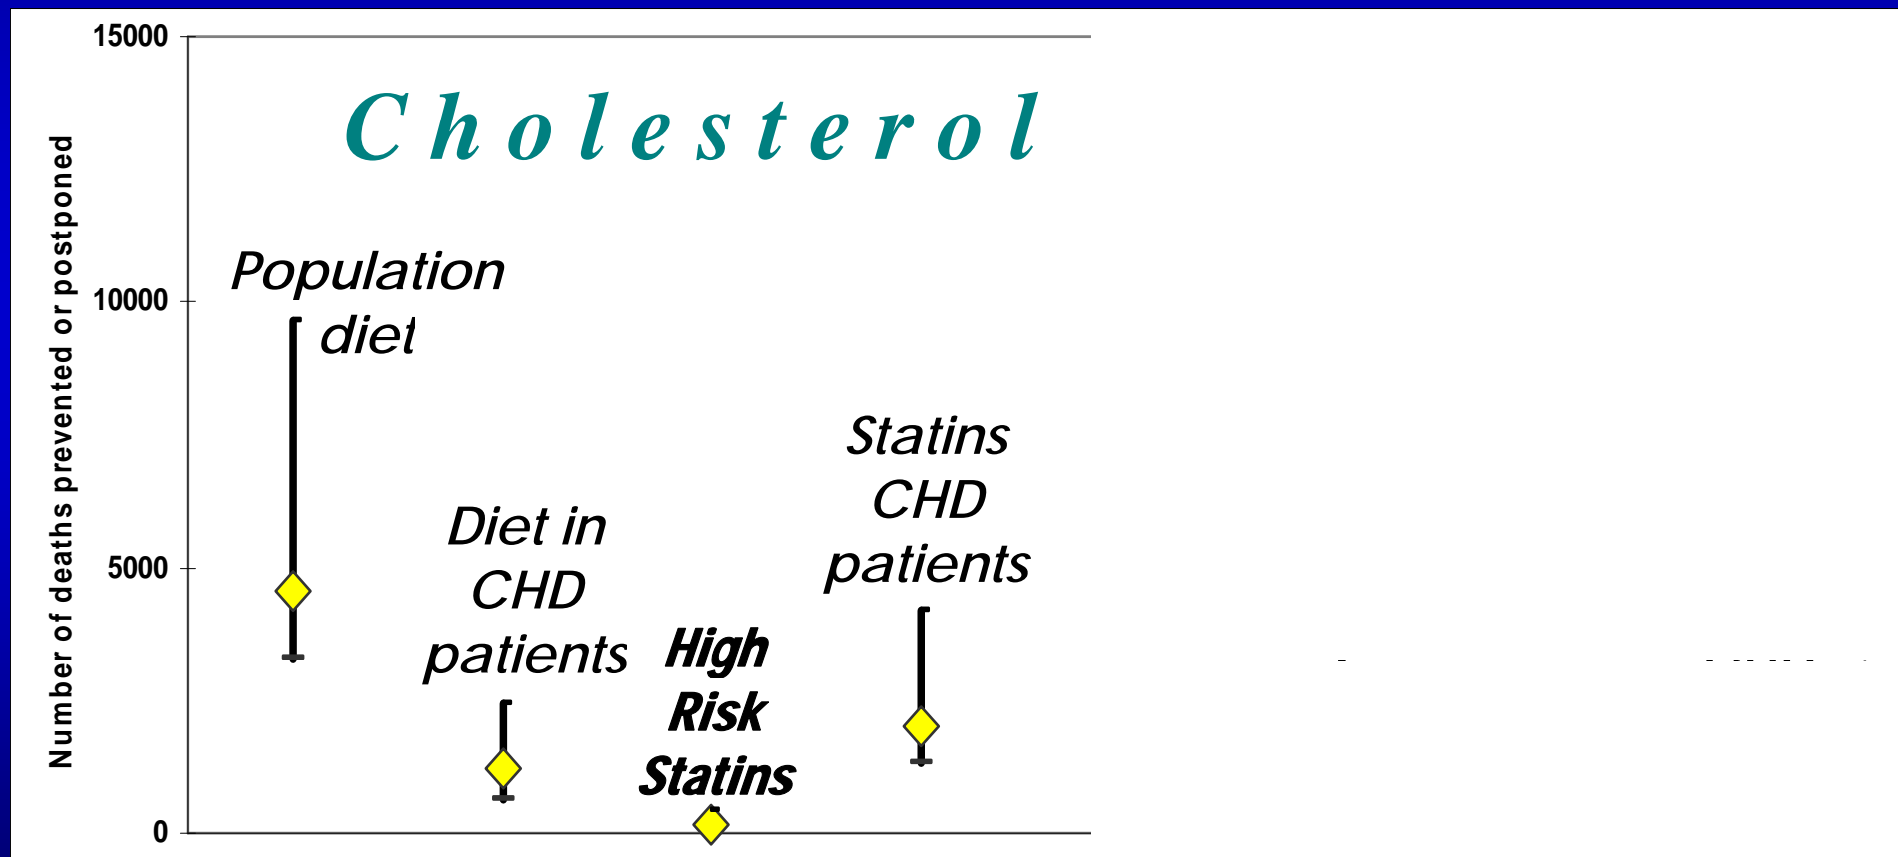 15000
Cholesterol
Number of deaths prevented or postponed
Population
diet
10000
Statins
CHD
patients
Diet in
CHD
patients
5000
High
Risk
Statins
0